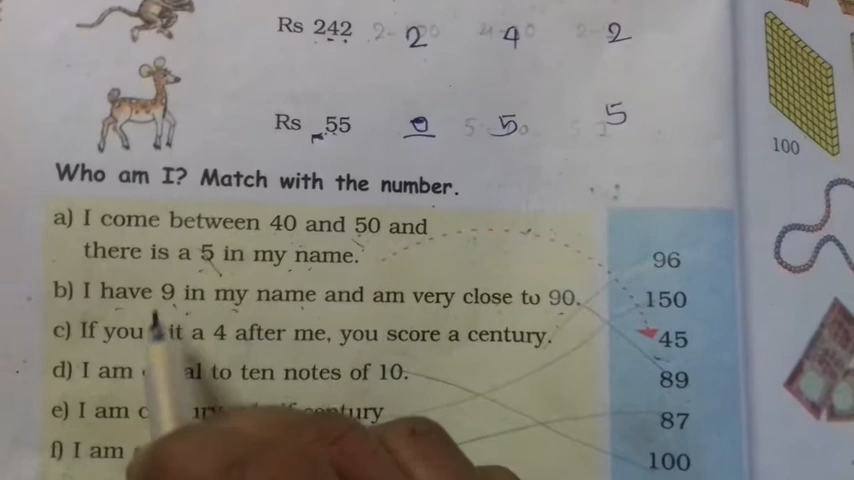 Rs 242 2 4 2
Rs 55 0 5 5
100
Who am I? Match with the number.
a) I come between 40 and 50 and
there is a 5 in my name.
96
b) I have 9 in my name and am very close to 90.
150
c) If you hit a 4 after me, you score a century.
45
d) I am equal to ten notes of 10.
89
e) I am century
87
f) I am
100